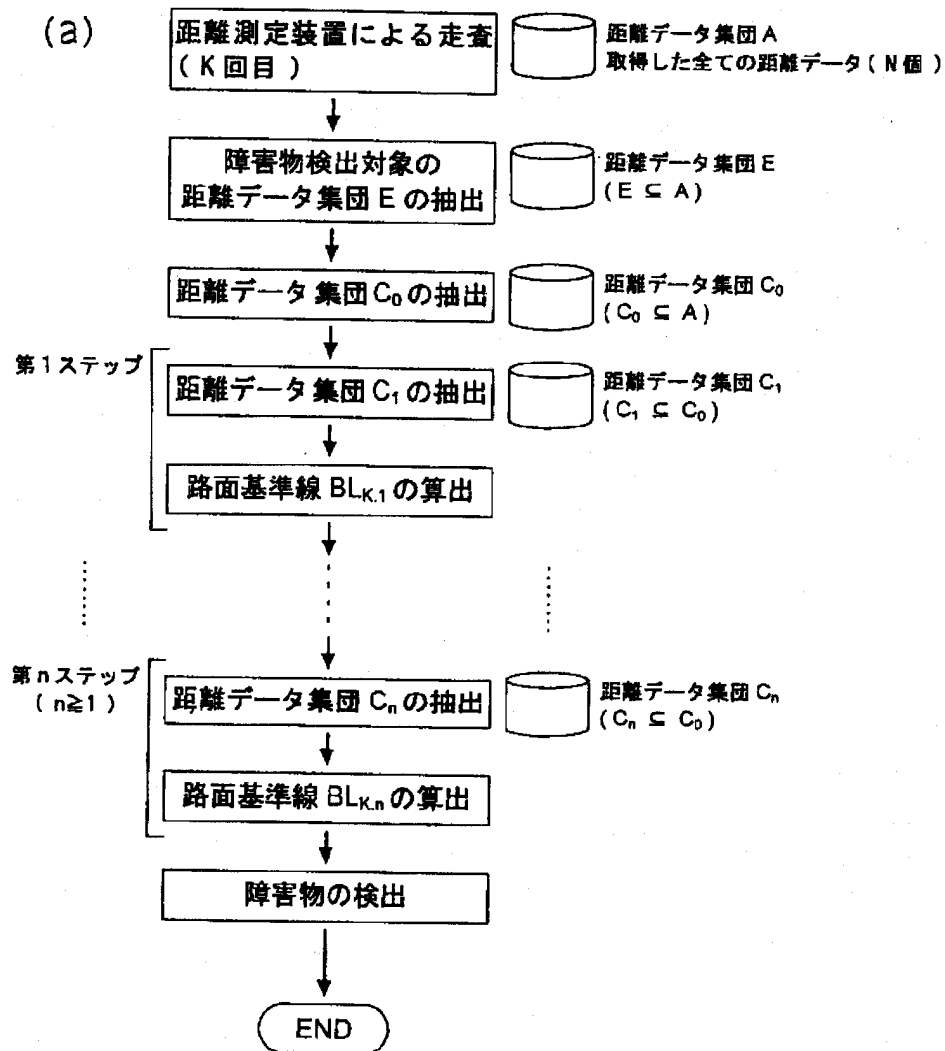 (a)
距離測定装置による走査
(K回目)
距離データ集団A
取得した全ての距離データ(N個)
障害物検出対象の
距離データ集団Eの抽出
距離データ集団E
(E ⊆ A)
距離データ集団C₀の抽出
距離データ集団C₀
(C₀ ⊆ A)
第1ステップ
距離データ集団C₁の抽出
距離データ集団C₁
(C₁ ⊆ C₀)
路面基準線BLK.1の算出
第nステップ
(n≧1)
距離データ集団Cnの抽出
距離データ集団Cn
(Cn ⊆ C₀)
路面基準線BLK.nの算出
障害物の検出
END